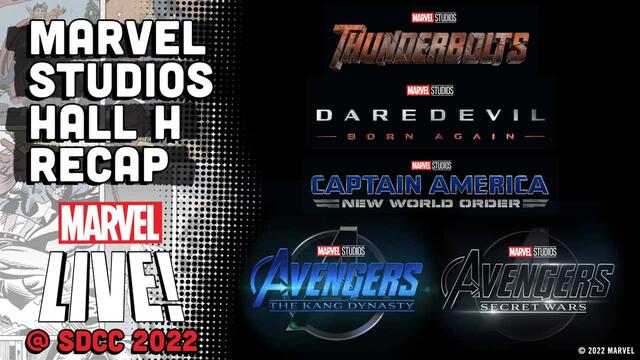 MARVEL
STUDIOS
HALL H
RECAP
MARVEL
LIVE!
@ SDCC 2022
MARVEL STUDIOS
THUNDERBOLTS
MARVEL STUDIOS
DAREDEVIL
BORN AGAIN
MARVEL STUDIOS
CAPTAIN AMERICA
NEW WORLD ORDER
MARVEL STUDIOS
AVENGERS
THE KANG DYNASTY
MARVEL STUDIOS
AVENGERS
SECRET WARS
© 2022 MARVEL